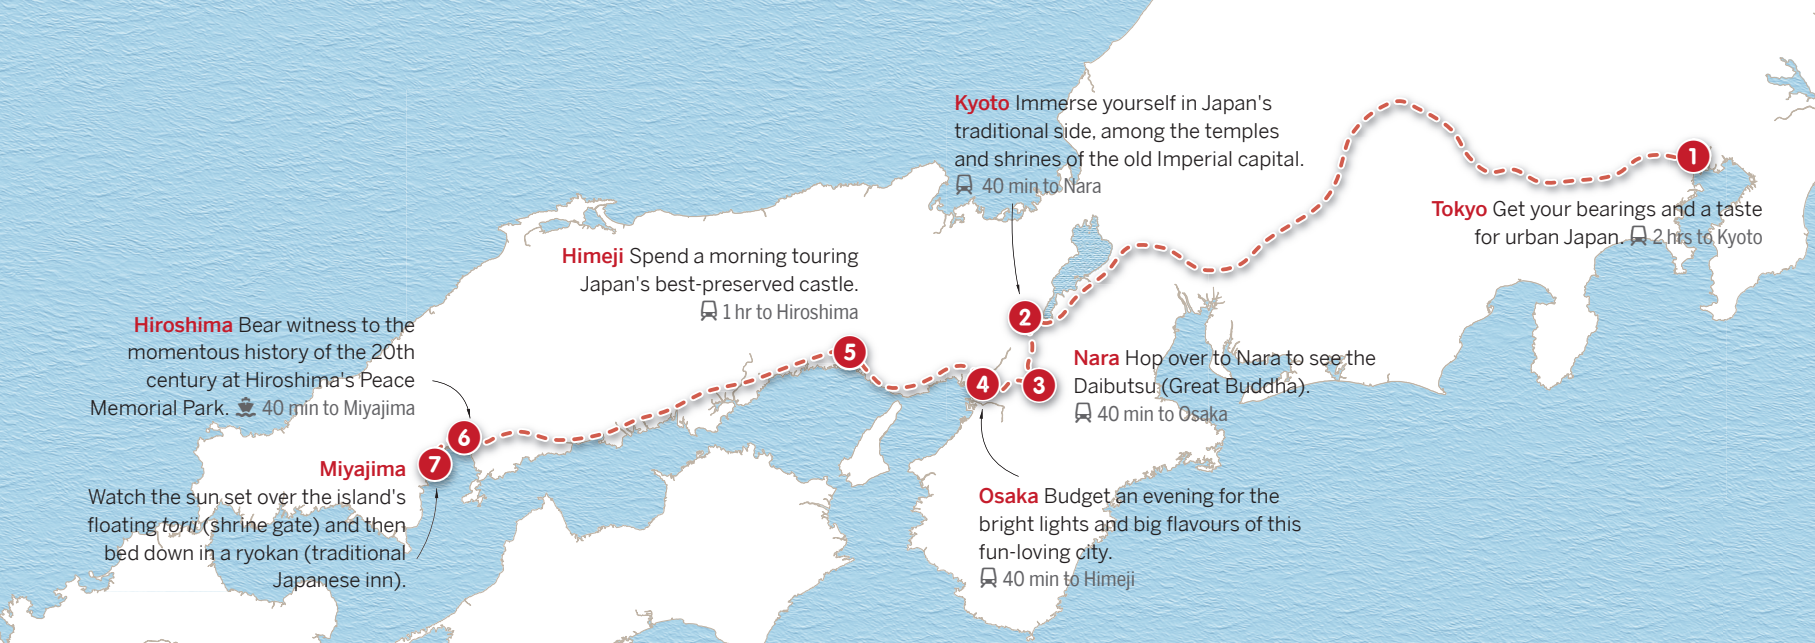 1
Tokyo Get your bearings and a taste
for urban Japan. 2 hrs to Kyoto
Kyoto Immerse yourself in Japan's
traditional side, among the temples
and shrines of the old Imperial capital.
40 min to Nara
2
Nara Hop over to Nara to see the
Daibutsu (Great Buddha).
40 min to Osaka
3
4
Osaka Budget an evening for the
bright lights and big flavours of this
fun-loving city.
40 min to Himeji
Himeji Spend a morning touring
Japan's best-preserved castle.
1 hr to Hiroshima
5
Hiroshima Bear witness to the
momentous history of the 20th
century at Hiroshima's Peace
Memorial Park. 40 min to Miyajima
6
7
Miyajima
Watch the sun set over the island's
floating torii (shrine gate) and then
bed down in a ryokan (traditional
Japanese inn).